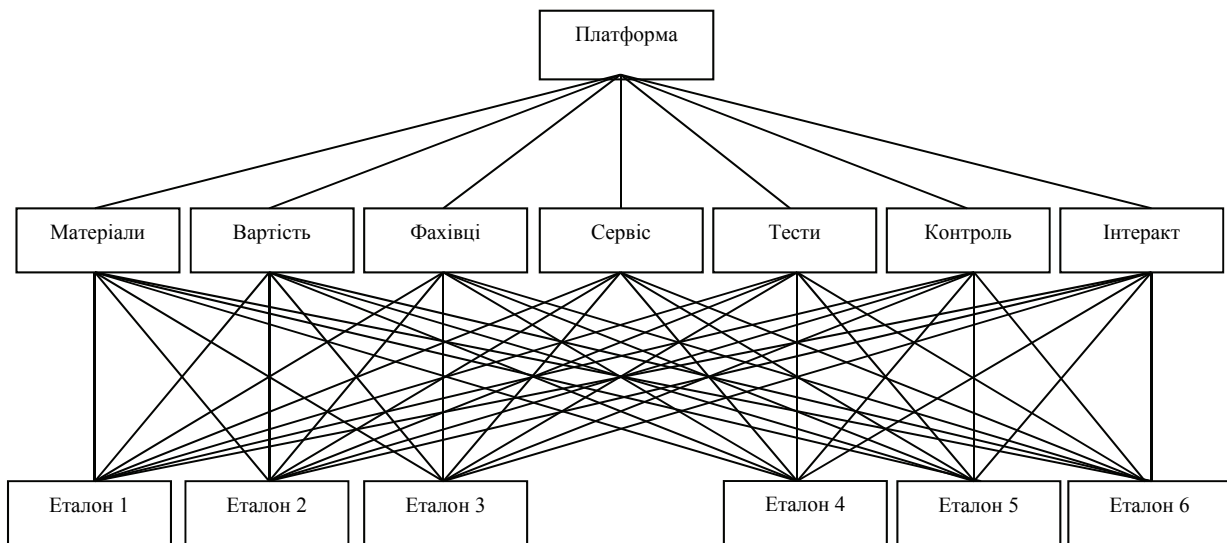 Платформа
Матеріали
Вартість
Фахівці
Сервіс
Тести
Контроль
Інтеракт
Еталон 1
Еталон 2
Еталон 3
Еталон 4
Еталон 5
Еталон 6